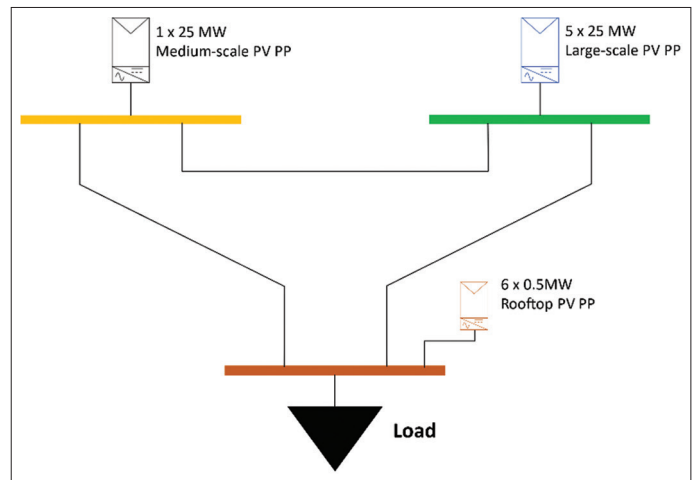 1 x 25 MW
Medium-scale PV PP
5 x 25 MW
Large-scale PV PP
6 x 0.5MW
Rooftop PV PP
Load